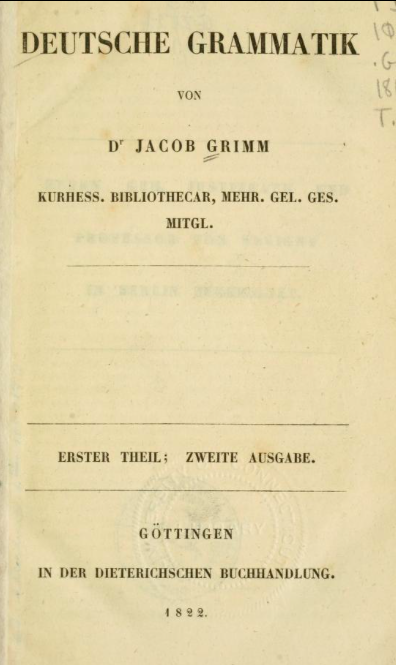 DEUTSCHE GRAMMATIK
VON
Dr JACOB GRIMM
KURHESS. BIBLIOTHECAR, MEHR. GEL. GES.
MITGL.
ERSTER THEIL; ZWEITE AUSGABE.
GÖTTINGEN
IN DER DIETERICHSCHEN BUCHHANDLUNG.
1822.